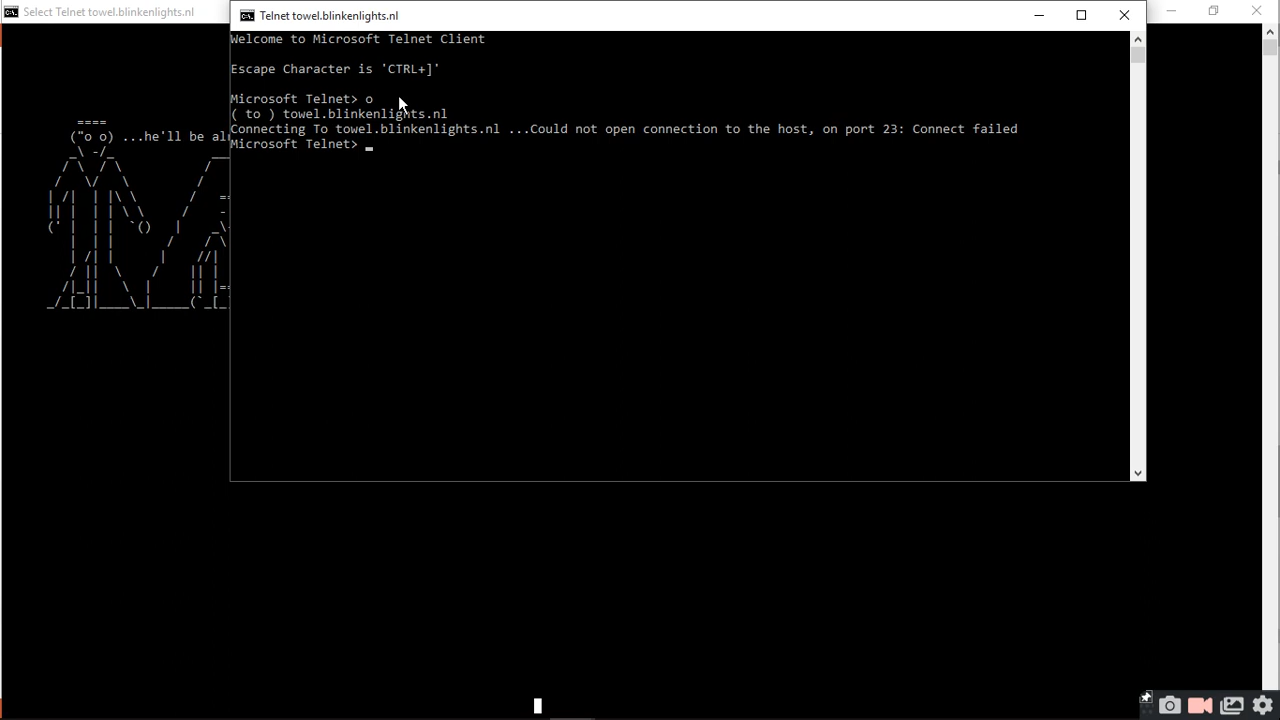 Select Telnet towel.blinkenlights.nl
Telnet towel.blinkenlights.nl
Welcome to Microsoft Telnet Client
Escape Character is 'CTRL+]'
Microsoft Telnet> o
( to ) towel.blinkenlights.nl
Connecting To towel.blinkenlights.nl ...Could not open connection to the host, on port 23: Connect failed
Microsoft Telnet>
...he'll be